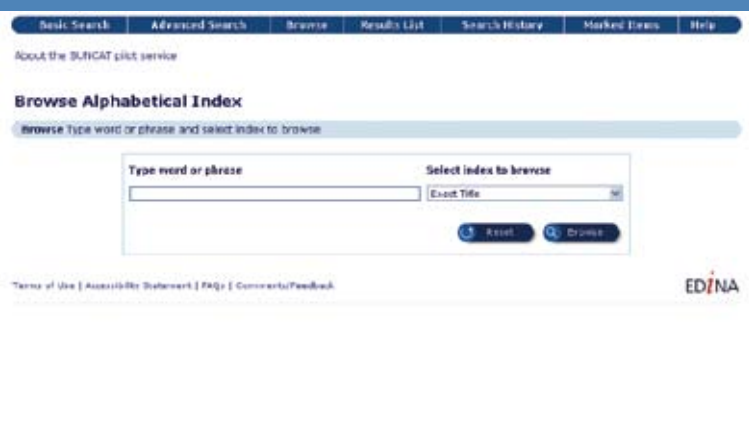 Basic Search Advanced Search Browse Results List Search History Marked Items Help
About the SUNCAT pilot service
Browse Alphabetical Index
Browse Type word or phrase and select index to browse
Type word or phrase Select index to browse
Exact Title
Reset Browse
Terms of Use | Accessibility Statement | FAQs | Comments/Feedback
EDINA